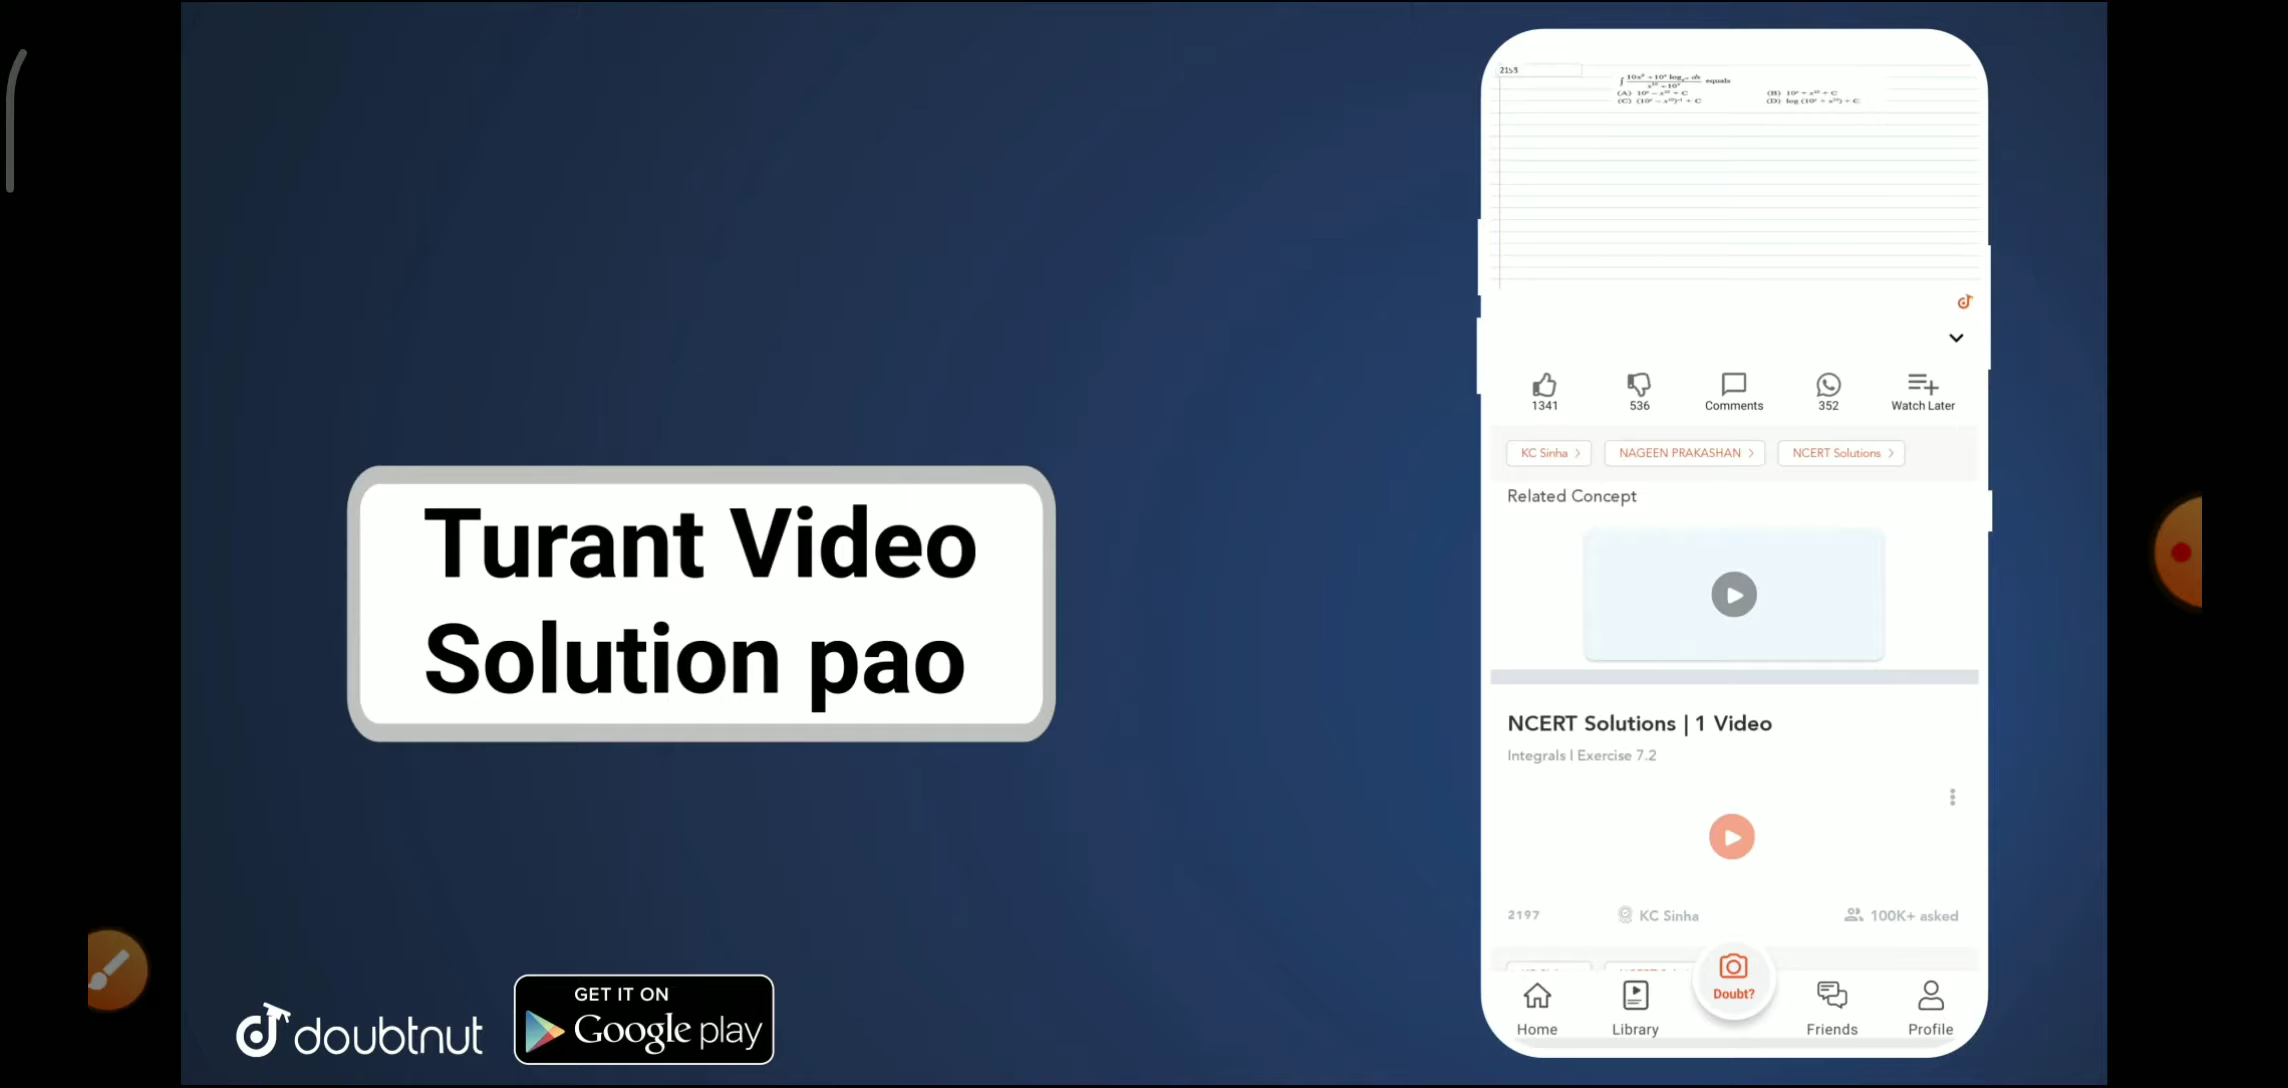 Turant Video
Solution pao
doubtnut
GET IT ON
Google play
2153
equals
1341
536
Comments
352
Watch Later
KC Sinha
NAGEEN PRAKASHAN
NCERT Solutions
Related Concept
NCERT Solutions | 1 Video
Integrals | Exercise 7.2
2197
KC Sinha
100K+ asked
Doubt?
Home
Library
Friends
Profile